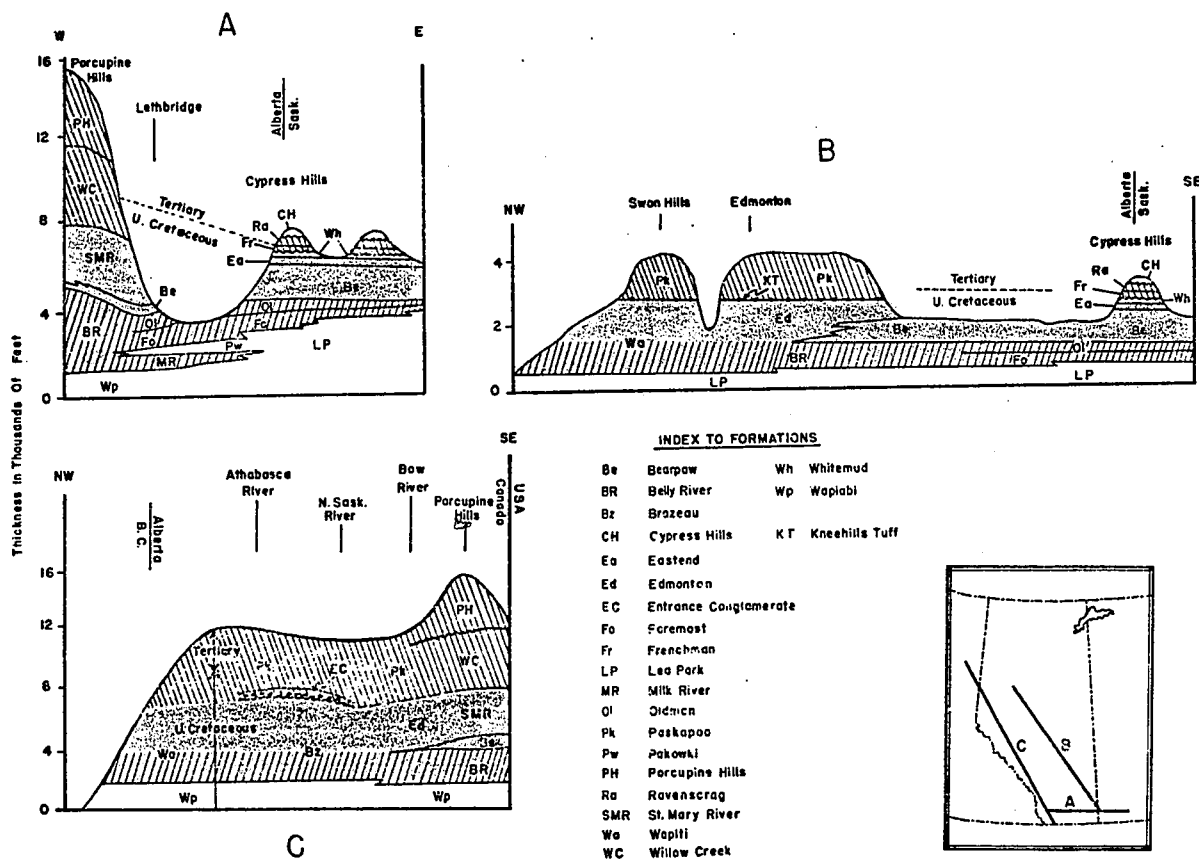 A
W
E
Porcupine
Hills
16
12
8
4
0
Thickness In Thousands Of Feet
Lethbridge
Alberta
Sask.
Cypress Hills
Tertiary
U. Cretaceous
PH
WC
SMR
Be
BR
Ol
Fo
Pw
MR
Wp
LP
CH
Ra
Fr
Ea
Wh
Be
Ol
Fo
B
NW
SE
Swan Hills
Edmonton
Alberta
Sask.
Cypress Hills
4
2
0
Pk
KT
Pk
Tertiary
U. Cretaceous
Ed
Be
Wa
BR
LP
Ol
Fo
LP
CH
Ra
Fr
Ea
Wh
Be
NW
SE
Alberta
B.C.
Athabasca
River
N. Sask.
River
Bow
River
Porcupine
Hills
USA
Canada
16
12
8
4
0
Tertiary
Pk
EC
Pk
PH
WC
U. Cretaceous
Ed
SMR
Be
Wa
Bz
BR
Wp
Wp
C
INDEX TO FORMATIONS
Be Bearpaw Wh Whitemud
BR Belly River Wp Wapiabi
Bz Brazeau
CH Cypress Hills KT Kneehills Tuff
Ea Eastend
Ed Edmonton
EC Entrance Conglomerate
Fo Foremost
Fr Frenchman
LP Lea Park
MR Milk River
Ol Oldman
Pk Paskapoo
Pw Pakowki
PH Porcupine Hills
Ra Ravenscrag
SMR St. Mary River
Wa Wapiti
WC Willow Creek
C
B
A